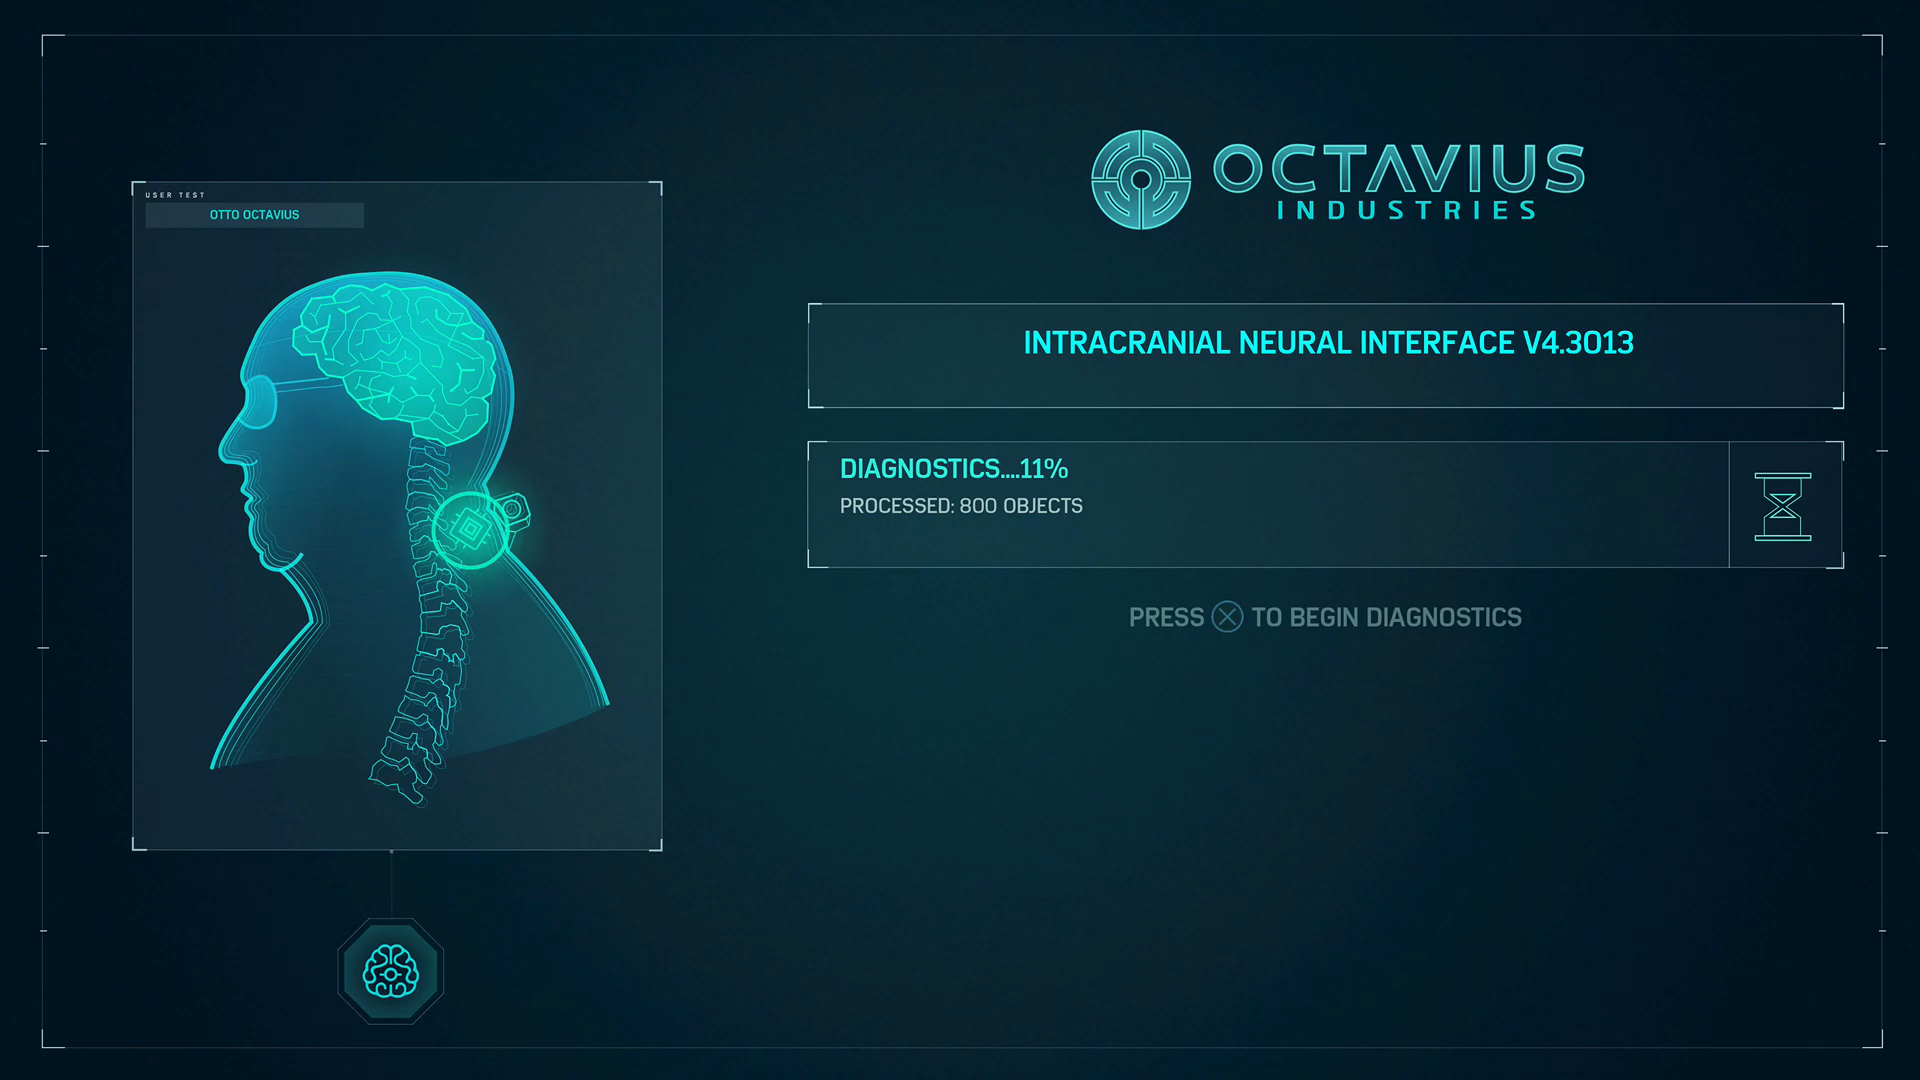 USER TEST
OTTO OCTAVIUS
OCTAVIUS
INDUSTRIES
INTRACRANIAL NEURAL INTERFACE V4.3013
DIAGNOSTICS....11%
PROCESSED: 800 OBJECTS
PRESS TO BEGIN DIAGNOSTICS